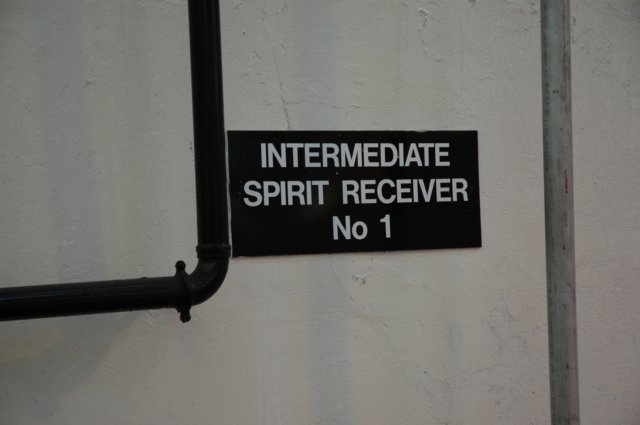 INTERMEDIATE
SPIRIT RECEIVER
No 1